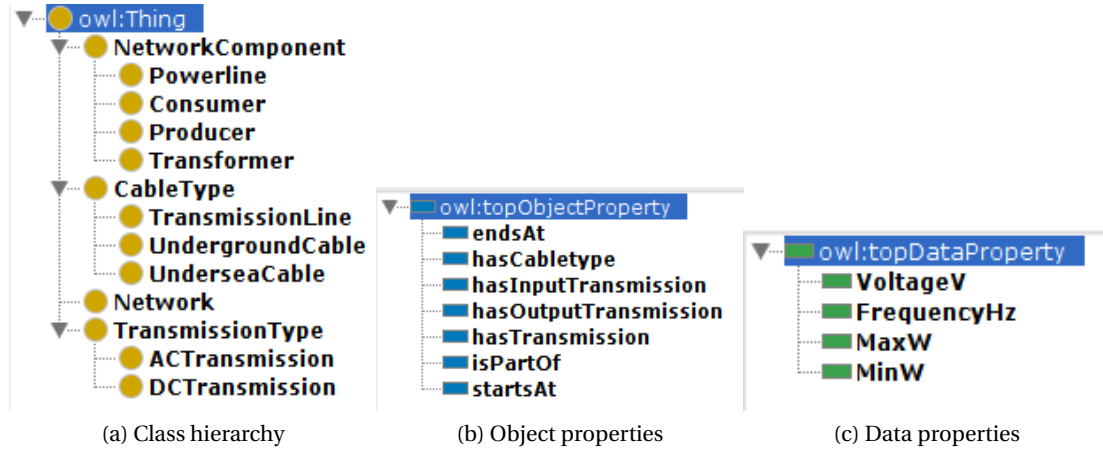 owl:Thing
NetworkComponent
Powerline
Consumer
Producer
Transformer
CableType
TransmissionLine
UndergroundCable
UnderseaCable
Network
TransmissionType
ACTransmission
DCTransmission
(a) Class hierarchy
owl:topObjectProperty
endsAt
hasCabletype
hasInputTransmission
hasOutputTransmission
hasTransmission
isPartOf
startsAt
(b) Object properties
owl:topDataProperty
VoltageV
FrequencyHz
MaxW
MinW
(c) Data properties